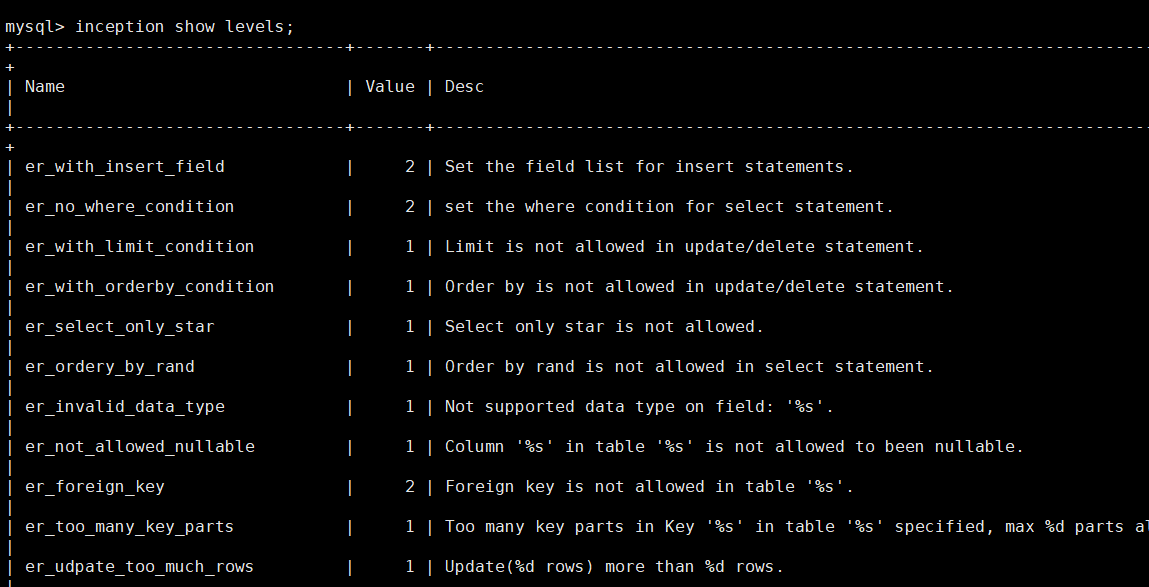 mysql> inception show levels;
+---------------------------------+-------+------------------------------------------------------------------------
+
| Name                            | Value | Desc
|
+---------------------------------+-------+------------------------------------------------------------------------
+
| er_with_insert_field            |     2 | Set the field list for insert statements.
|
| er_no_where_condition           |     2 | set the where condition for select statement.
|
| er_with_limit_condition         |     1 | Limit is not allowed in update/delete statement.
|
| er_with_orderby_condition       |     1 | Order by is not allowed in update/delete statement.
|
| er_select_only_star             |     1 | Select only star is not allowed.
|
| er_ordery_by_rand               |     1 | Order by rand is not allowed in select statement.
|
| er_invalid_data_type            |     1 | Not supported data type on field: '%s'.
|
| er_not_allowed_nullable         |     1 | Column '%s' in table '%s' is not allowed to been nullable.
|
| er_foreign_key                  |     2 | Foreign key is not allowed in table '%s'.
|
| er_too_many_key_parts           |     1 | Too many key parts in Key '%s' in table '%s' specified, max %d parts al
|
| er_udpate_too_much_rows         |     1 | Update(%d rows) more than %d rows.
|